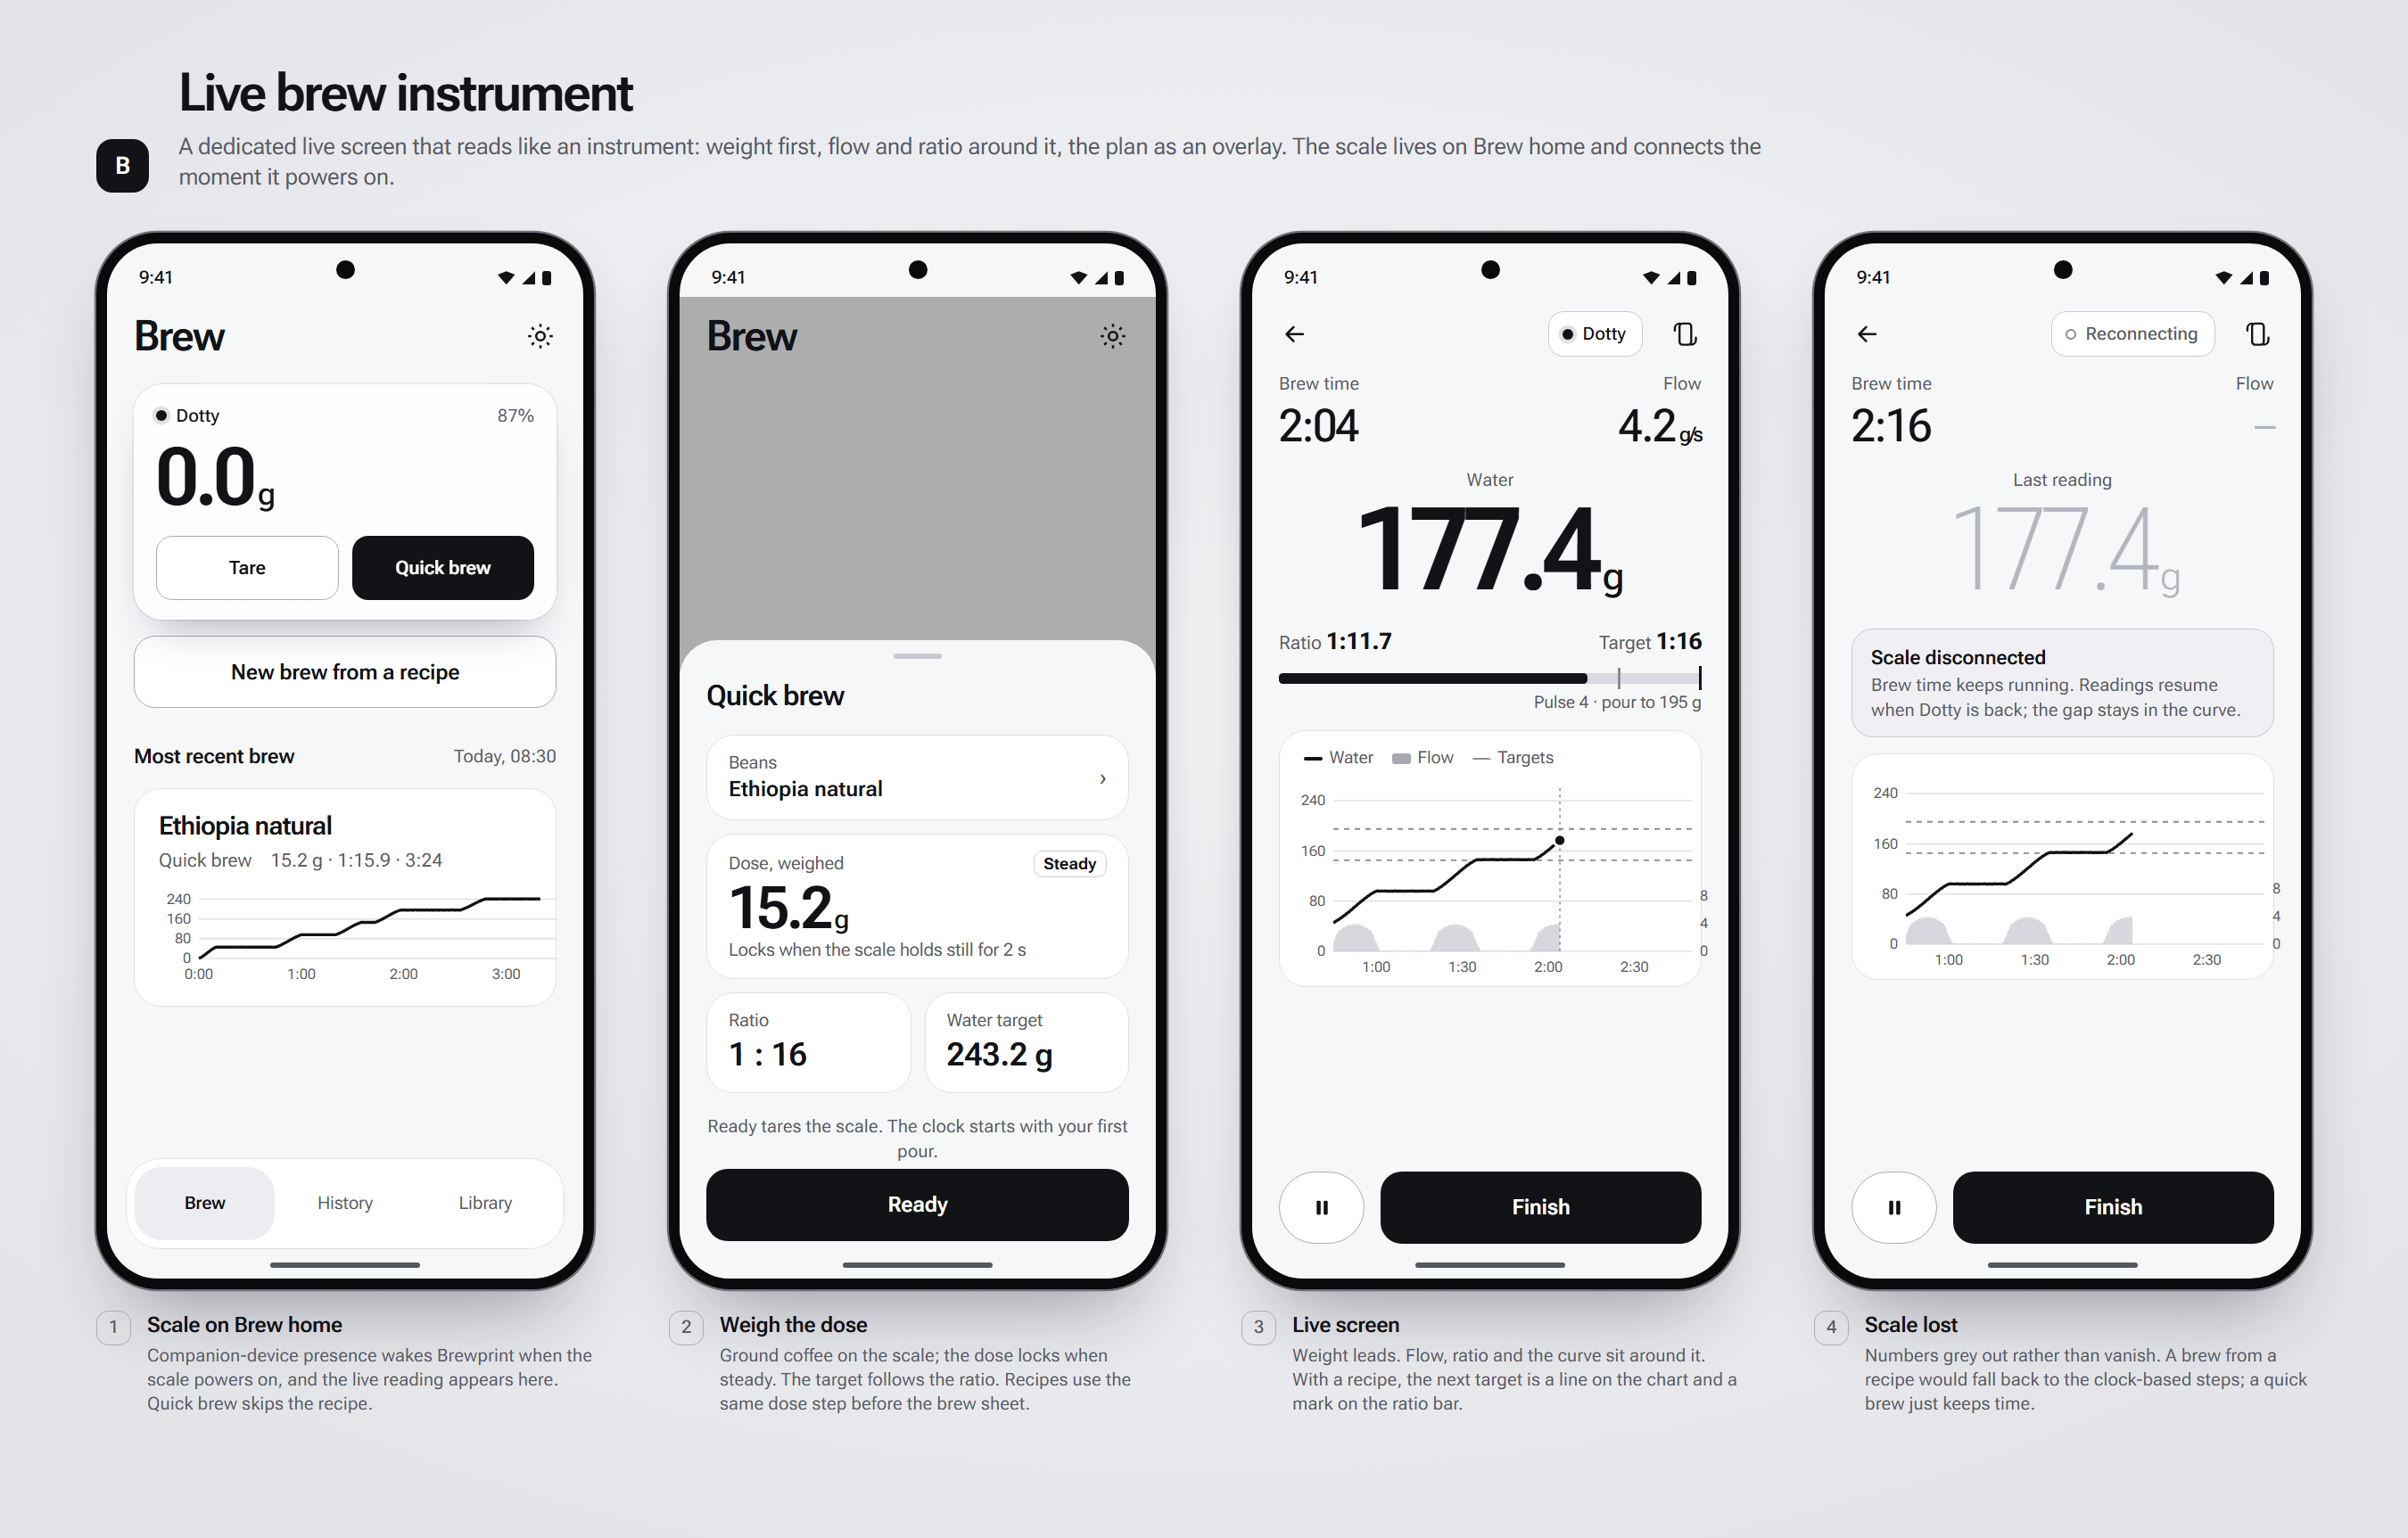 Live brew instrument
B
A dedicated live screen that reads like an instrument: weight first, flow and ratio around it, the plan as an overlay. The scale lives on Brew home and connects the
moment it powers on.
9:41
Brew
Dotty
87%
0.0 g
Tare
Quick brew
New brew from a recipe
Most recent brew
Today, 08:30
Ethiopia natural
Quick brew 15.2 g · 1:15.9 · 3:24
240
160
80
0
0:00 1:00 2:00 3:00
Brew History Library
1
Scale on Brew home
Companion-device presence wakes Brewprint when the
scale powers on, and the live reading appears here.
Quick brew skips the recipe.
9:41
Brew
Quick brew
Beans
Ethiopia natural
›
Dose, weighed
Steady
15.2 g
Locks when the scale holds still for 2 s
Ratio
1 : 16
Water target
243.2 g
Ready tares the scale. The clock starts with your first
pour.
Ready
2
Weigh the dose
Ground coffee on the scale; the dose locks when
steady. The target follows the ratio. Recipes use the
same dose step before the brew sheet.
9:41
Dotty
Brew time
2:04
Flow
4.2 g/s
Water
177.4 g
Ratio 1:11.7
Target 1:16
Pulse 4 · pour to 195 g
Water Flow Targets
240
160
80
0
8
4
0
1:00 1:30 2:00 2:30
Finish
3
Live screen
Weight leads. Flow, ratio and the curve sit around it.
With a recipe, the next target is a line on the chart and a
mark on the ratio bar.
9:41
Reconnecting
Brew time
2:16
Flow
—
Last reading
177.4 g
Scale disconnected
Brew time keeps running. Readings resume
when Dotty is back; the gap stays in the curve.
240
160
80
0
8
4
0
1:00 1:30 2:00 2:30
Finish
4
Scale lost
Numbers grey out rather than vanish. A brew from a
recipe would fall back to the clock-based steps; a quick
brew just keeps time.